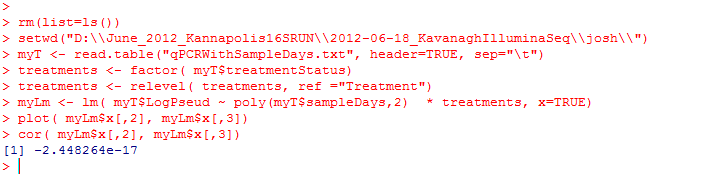 >
> rm(list=ls())
> setwd("D:\\June_2012_Kannapolis16SRUN\\2012-06-18_KavanaghIlluminaSeq\\josh\\")
> myT <- read.table("qPCRWithSampleDays.txt", header=TRUE, sep="\t")
> treatments <- factor( myT$treatmentStatus)
> treatments <- relevel( treatments, ref ="Treatment")
> myLm <- lm( myT$LogPseud ~ poly(myT$sampleDays,2)  * treatments, x=TRUE)
> plot( myLm$x[,2], myLm$x[,3])
> cor( myLm$x[,2], myLm$x[,3])
[1] -2.448264e-17
>